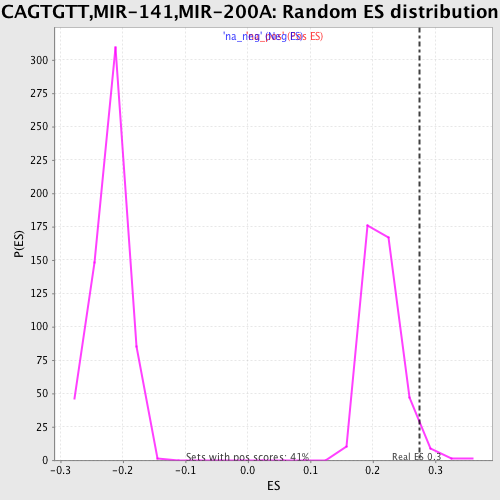 CAGTGTT,MIR-141,MIR-200A: Random ES distribution
'na_neg' (Neg ES)
'na_pos' (Pos ES)
P(ES)
300
275
250
225
200
175
150
125
100
75
50
25
0
Sets with pos scores: 41%
Real ES 0.3
-0.3 -0.2 -0.1 0.0 0.1 0.2 0.3
ES